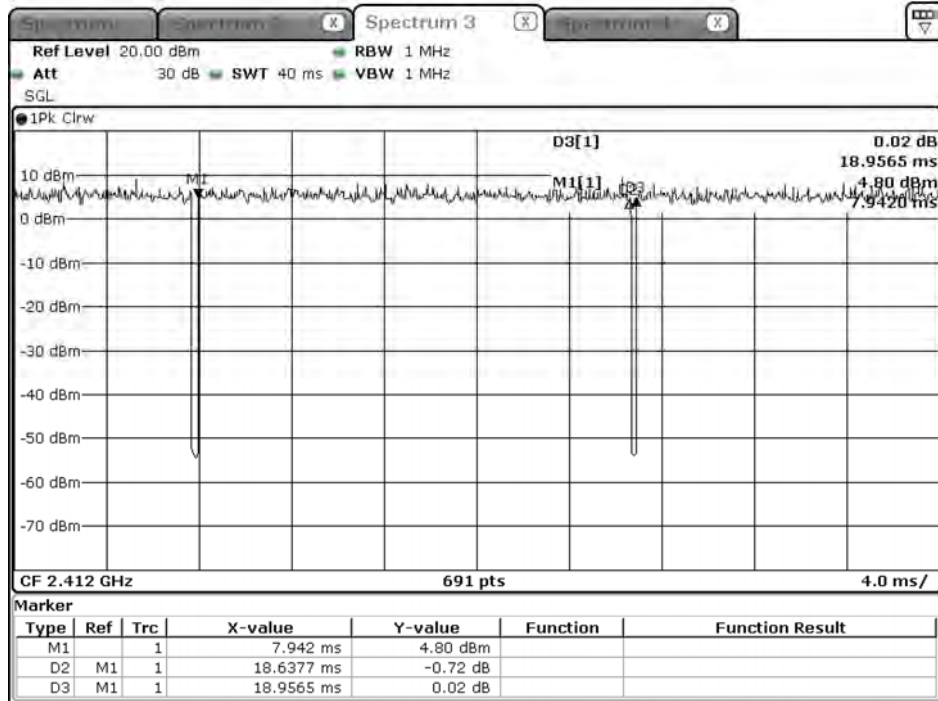 Spectrum 3
Ref Level 20.00 dBm RBW 1 MHz
Att 30 dB SWT 40 ms VBW 1 MHz
SGL
1Pk Clrw
D3[1] 0.02 dB
18.9565 ms
10 dBm M1 M1[1] 4.80 dBm
7.9420 ms
0 dBm
-10 dBm
-20 dBm
-30 dBm
-40 dBm
-50 dBm
-60 dBm
-70 dBm
CF 2.412 GHz 691 pts 4.0 ms/
Marker
Type Ref Trc X-value Y-value Function Function Result
M1 1 7.942 ms 4.80 dBm
D2 M1 1 18.6377 ms -0.72 dB
D3 M1 1 18.9565 ms 0.02 dB